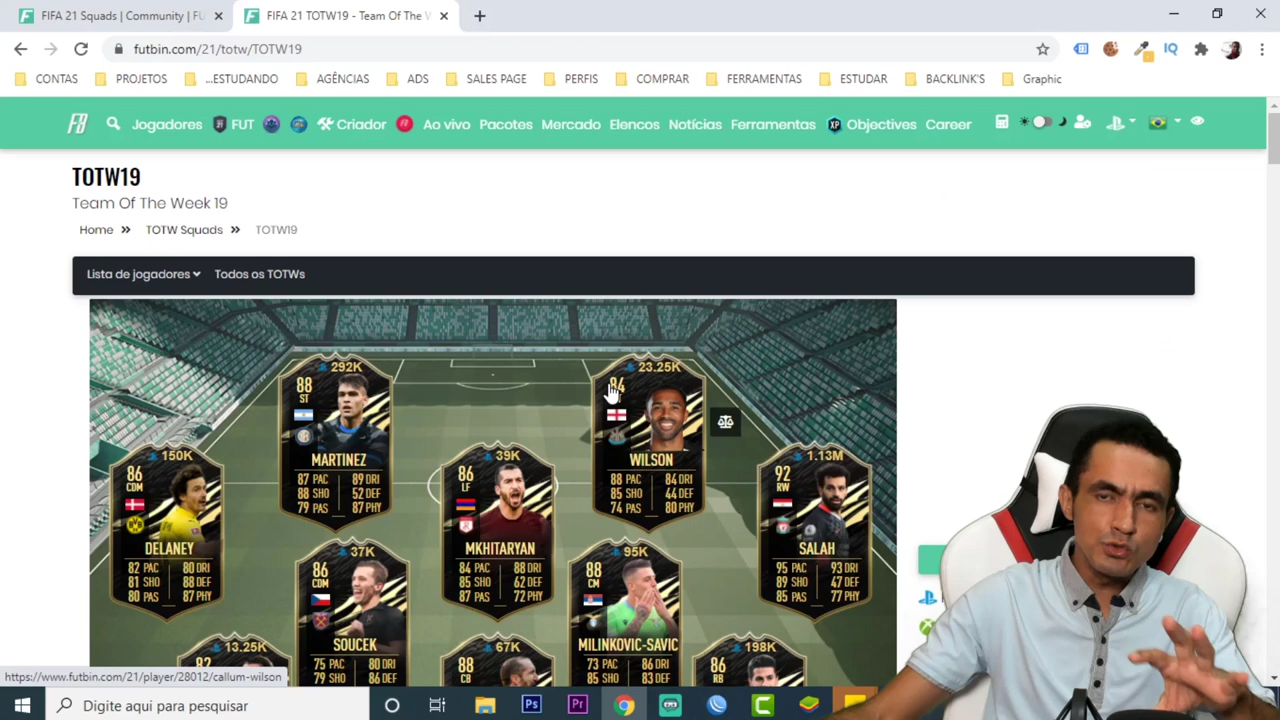 FIFA 21 Squads | Community | FU
FIFA 21 TOTW19 - Team Of The W
futbin.com/21/totw/TOTW19
CONTAS
PROJETOS
...ESTUDANDO
AGÊNCIAS
ADS
SALES PAGE
PERFIS
COMPRAR
FERRAMENTAS
ESTUDAR
BACKLINK'S
Graphic
Jogadores FUT Criador Ao vivo Pacotes Mercado Elencos Notícias Ferramentas XP Objectives Career
TOTW19
Team Of The Week 19
Home » TOTW Squads » TOTW19
Lista de jogadores Todos os TOTWs
292K
88
ST
MARTINEZ
87 PAC 89 DRI
88 SHO 52 DEF
79 PAS 87 PHY
23.25K
84
WILSON
88 PAC 84 DRI
85 SHO 44 DEF
74 PAS 80 PHY
150K
86
CDM
DELANEY
82 PAC 80 DRI
81 SHO 88 DEF
80 PAS 87 PHY
39K
86
LF
MKHITARYAN
84 PAC 88 DRI
85 SHO 62 DEF
87 PAS 72 PHY
1.13M
92
RW
SALAH
95 PAC 93 DRI
89 SHO 47 DEF
85 PAS 77 PHY
37K
86
CDM
SOUCEK
75 PAC 80 DRI
79 SHO 86 DEF
95K
88
CM
MILINKOVIC-SAVIC
73 PAC 86 DRI
85 SHO 83 DEF
13.25K
82
67K
88
CB
198K
86
RB
https://www.futbin.com/21/player/28012/callum-wilson
Digite aqui para pesquisar
Ps
Pr